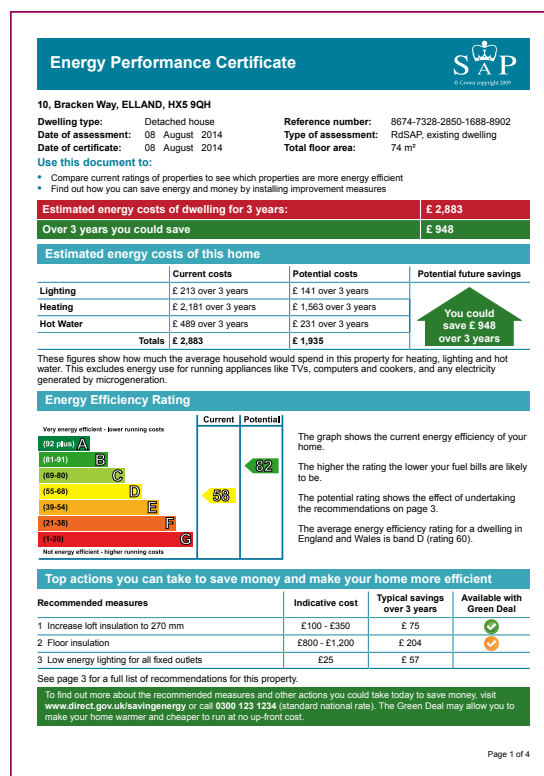 Energy Performance Certificate
SAP
© Crown copyright 2009
10, Bracken Way, ELLAND, HX5 9QH
Dwelling type: Detached house
Date of assessment: 08 August 2014
Date of certificate: 08 August 2014
Reference number: 8674-7328-2850-1688-8902
Type of assessment: RdSAP, existing dwelling
Total floor area: 74 m²
Use this document to:
• Compare current ratings of properties to see which properties are more energy efficient
• Find out how you can save energy and money by installing improvement measures
Estimated energy costs of dwelling for 3 years: £ 2,883
Over 3 years you could save £ 948
Estimated energy costs of this home
Current costs Potential costs Potential future savings
Lighting £ 213 over 3 years £ 141 over 3 years
Heating £ 2,181 over 3 years £ 1,563 over 3 years
Hot Water £ 489 over 3 years £ 231 over 3 years
Totals £ 2,883 £ 1,935
You could
save £ 948
over 3 years
These figures show how much the average household would spend in this property for heating, lighting and hot
water. This excludes energy use for running appliances like TVs, computers and cookers, and any electricity
generated by microgeneration.
Energy Efficiency Rating
Current Potential
Very energy efficient - lower running costs
(92 plus) A
(81-91) B
(69-80) C
(55-68) D
(39-54) E
(21-38) F
(1-20) G
Not energy efficient - higher running costs
58
82
The graph shows the current energy efficiency of your
home.
The higher the rating the lower your fuel bills are likely
to be.
The potential rating shows the effect of undertaking
the recommendations on page 3.
The average energy efficiency rating for a dwelling in
England and Wales is band D (rating 60).
Top actions you can take to save money and make your home more efficient
Recommended measures Indicative cost Typical savings over 3 years Available with Green Deal
1 Increase loft insulation to 270 mm £100 - £350 £ 75
2 Floor insulation £800 - £1,200 £ 204
3 Low energy lighting for all fixed outlets £25 £ 57
See page 3 for a full list of recommendations for this property.
To find out more about the recommended measures and other actions you could take today to save money, visit
www.direct.gov.uk/savingenergy or call 0300 123 1234 (standard national rate). The Green Deal may allow you to
make your home warmer and cheaper to run at no up-front cost.
Page 1 of 4